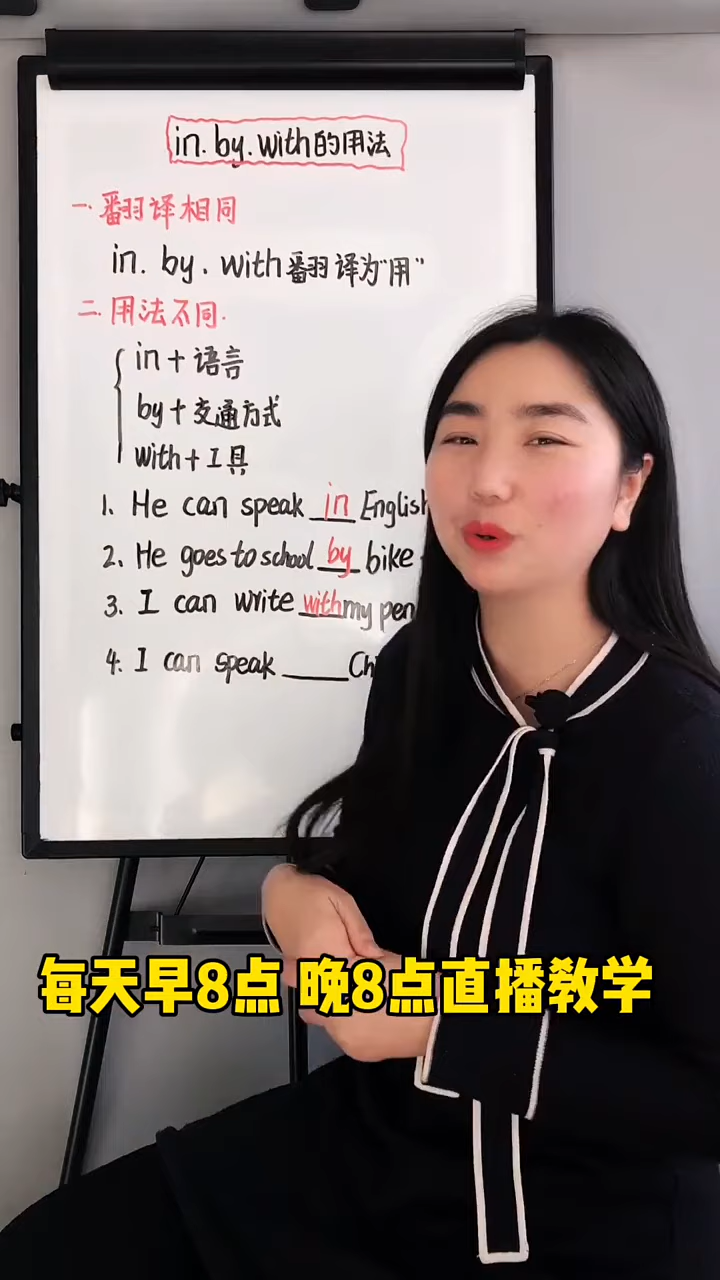 in. by. with的用法
一.翻译相同
in. by. with翻译为"用"
二.用法不同.
in+语言
by+交通方式
with+工具
1. He can speak in English
2. He goes to school by bike
3. I can write with my pen
4. I can speak ____ Ch
每天早8点 晚8点直播教学